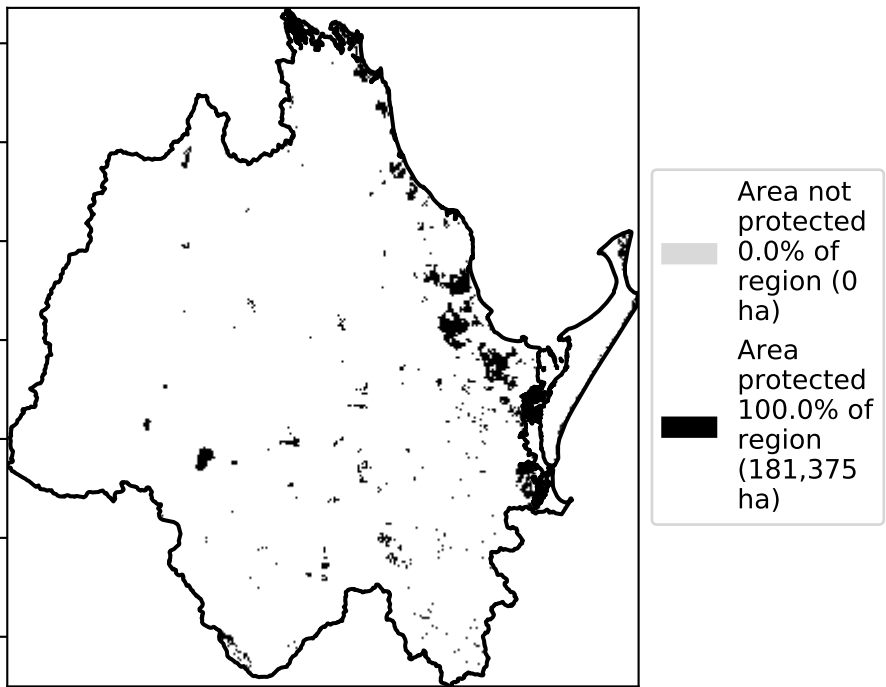 Area not
protected
0.0% of
region (0
ha)
Area
protected
100.0% of
region
(181,375
ha)